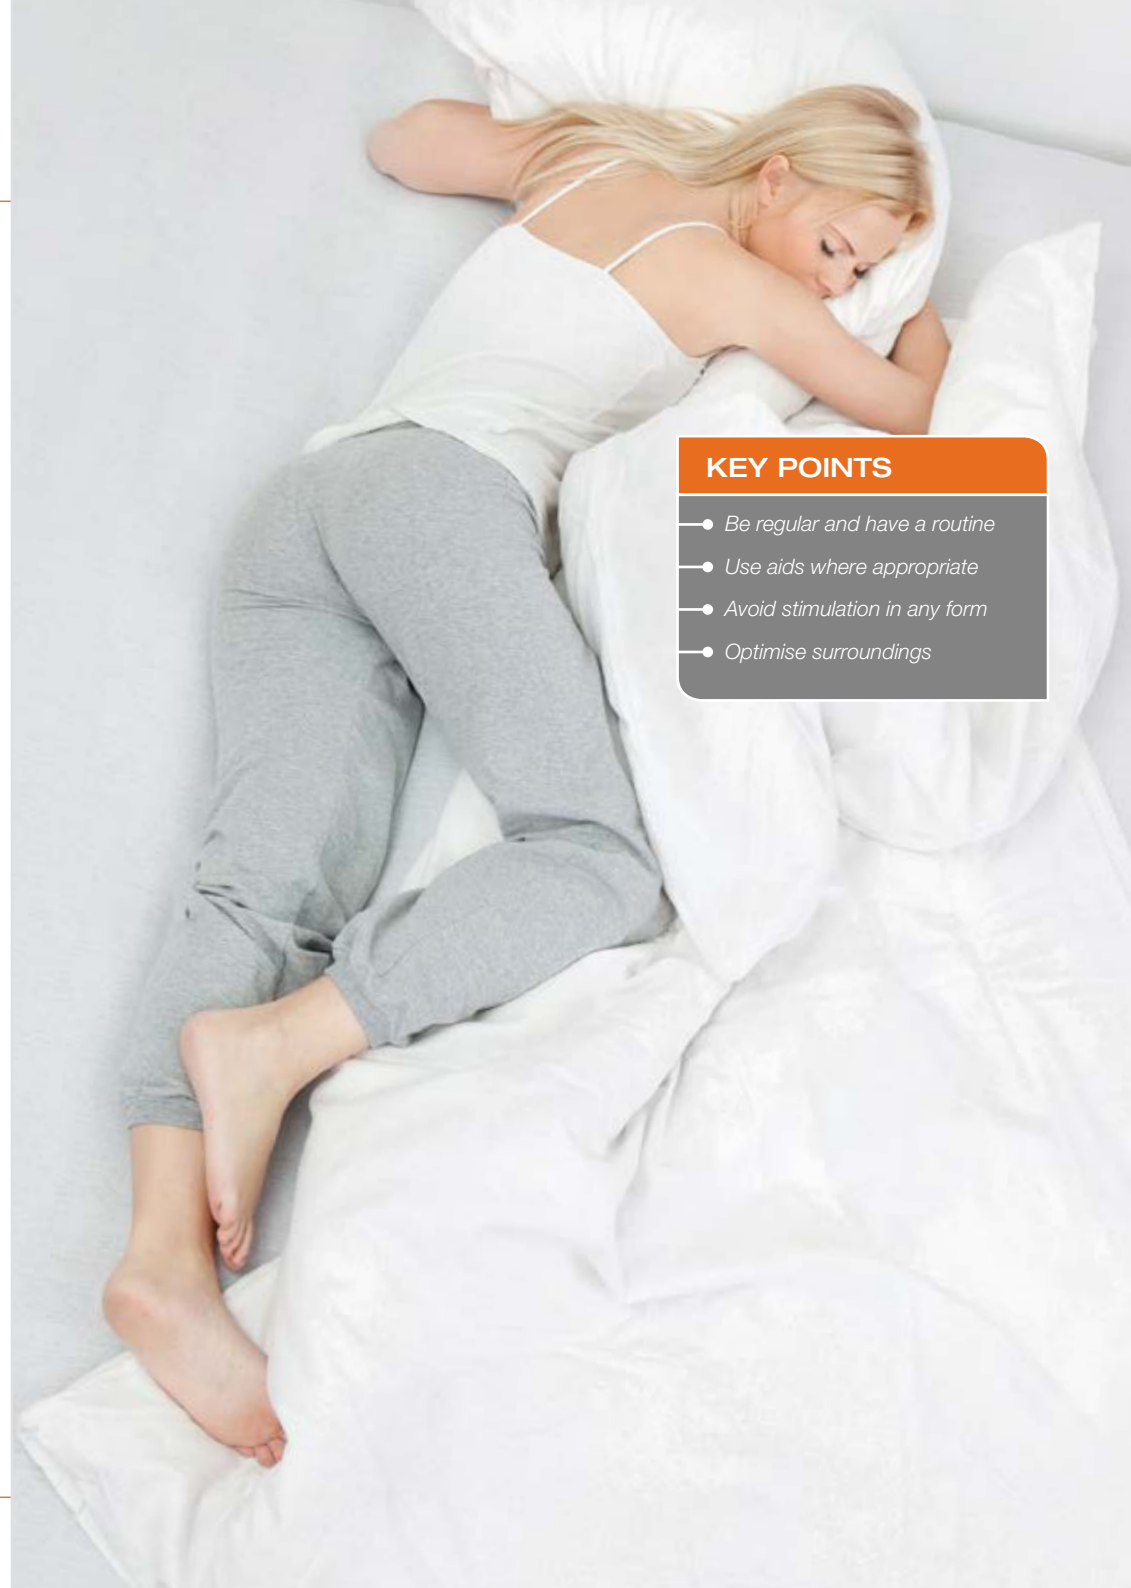 KEY POINTS
Be regular and have a routine
Use aids where appropriate
Avoid stimulation in any form
Optimise surroundings